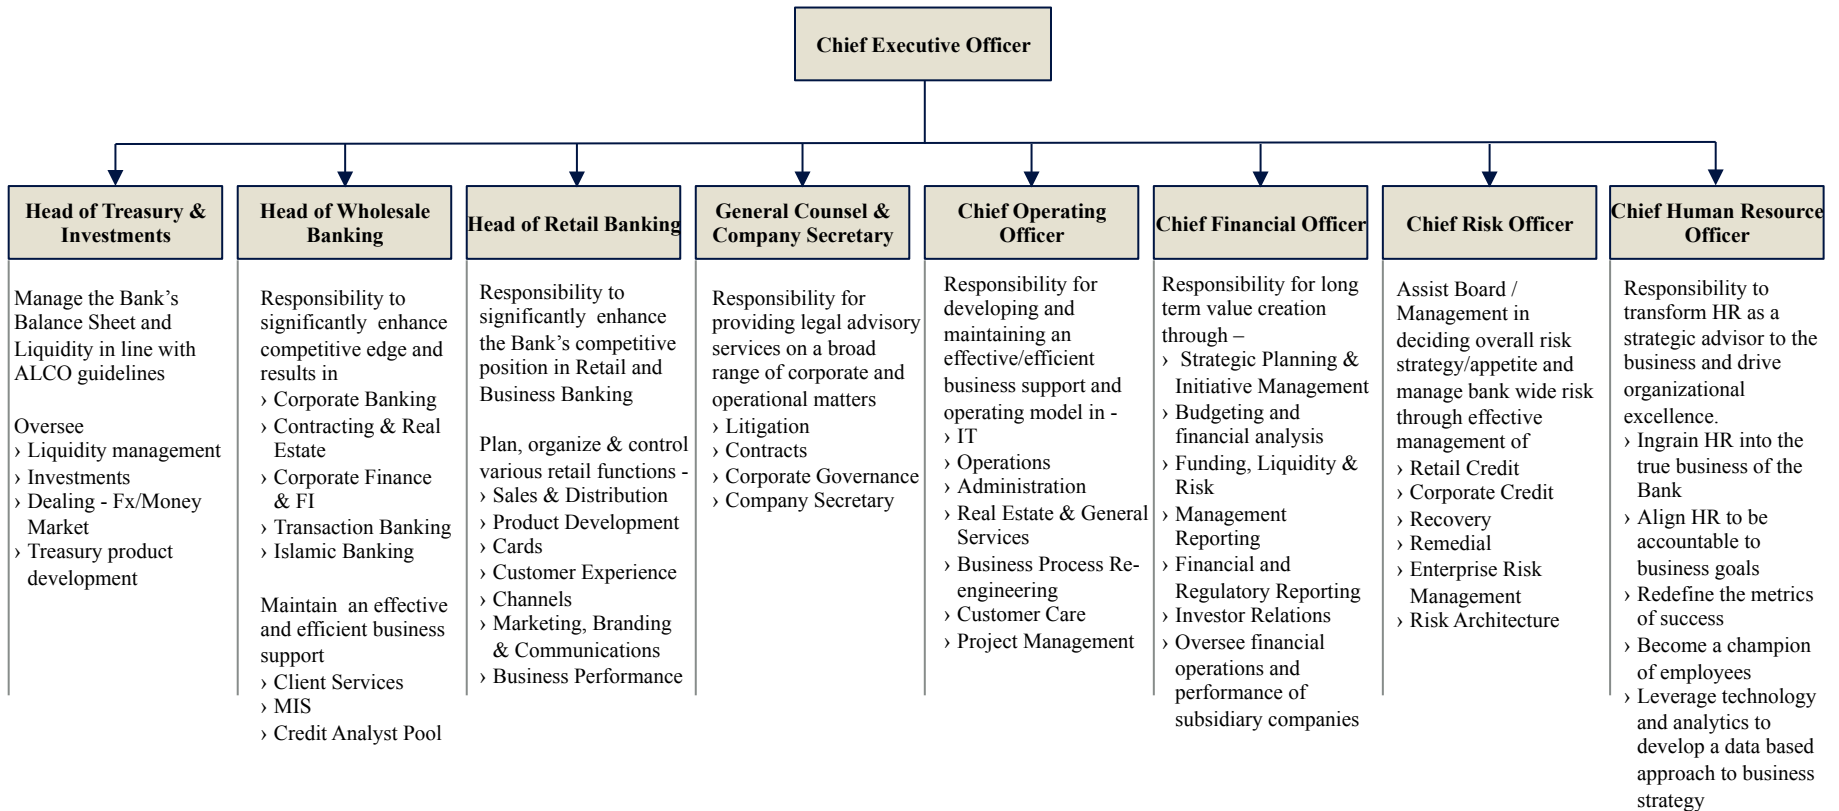 Chief Executive Officer
Head of Treasury &
Investments
Manage the Bank’s
Balance Sheet and
Liquidity in line with
ALCO guidelines
Oversee
› Liquidity management
› Investments
› Dealing - Fx/Money
Market
› Treasury product
development
Head of Wholesale
Banking
Responsibility to
significantly enhance
competitive edge and
results in
› Corporate Banking
› Contracting & Real
Estate
› Corporate Finance
& FI
› Transaction Banking
› Islamic Banking
Maintain an effective
and efficient business
support
› Client Services
› MIS
› Credit Analyst Pool
Head of Retail Banking
Responsibility to
significantly enhance
the Bank’s competitive
position in Retail and
Business Banking
Plan, organize & control
various retail functions -
› Sales & Distribution
› Product Development
› Cards
› Customer Experience
› Channels
› Marketing, Branding
& Communications
› Business Performance
General Counsel &
Company Secretary
Responsibility for
providing legal advisory
services on a broad
range of corporate and
operational matters
› Litigation
› Contracts
› Corporate Governance
› Company Secretary
Chief Operating
Officer
Responsibility for
developing and
maintaining an
effective/efficient
business support and
operating model in -
› IT
› Operations
› Administration
› Real Estate & General
Services
› Business Process Re-
engineering
› Customer Care
› Project Management
Chief Financial Officer
Responsibility for long
term value creation
through –
› Strategic Planning &
Initiative Management
› Budgeting and
financial analysis
› Funding, Liquidity &
Risk
› Management
Reporting
› Financial and
Regulatory Reporting
› Investor Relations
› Oversee financial
operations and
performance of
subsidiary companies
Chief Risk Officer
Assist Board /
Management in
deciding overall risk
strategy/appetite and
manage bank wide risk
through effective
management of
› Retail Credit
› Corporate Credit
› Recovery
› Remedial
› Enterprise Risk
Management
› Risk Architecture
Chief Human Resource
Officer
Responsibility to
transform HR as a
strategic advisor to the
business and drive
organizational
excellence.
› Ingrain HR into the
true business of the
Bank
› Align HR to be
accountable to
business goals
› Redefine the metrics
of success
› Become a champion
of employees
› Leverage technology
and analytics to
develop a data based
approach to business
strategy